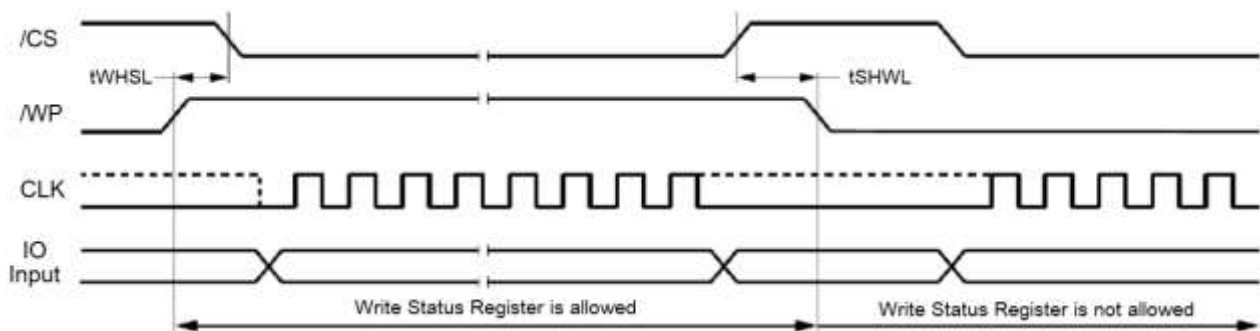 /CS
tWHSL
tSHWL
/WP
CLK
IO
Input
Write Status Register is allowed
Write Status Register is not allowed